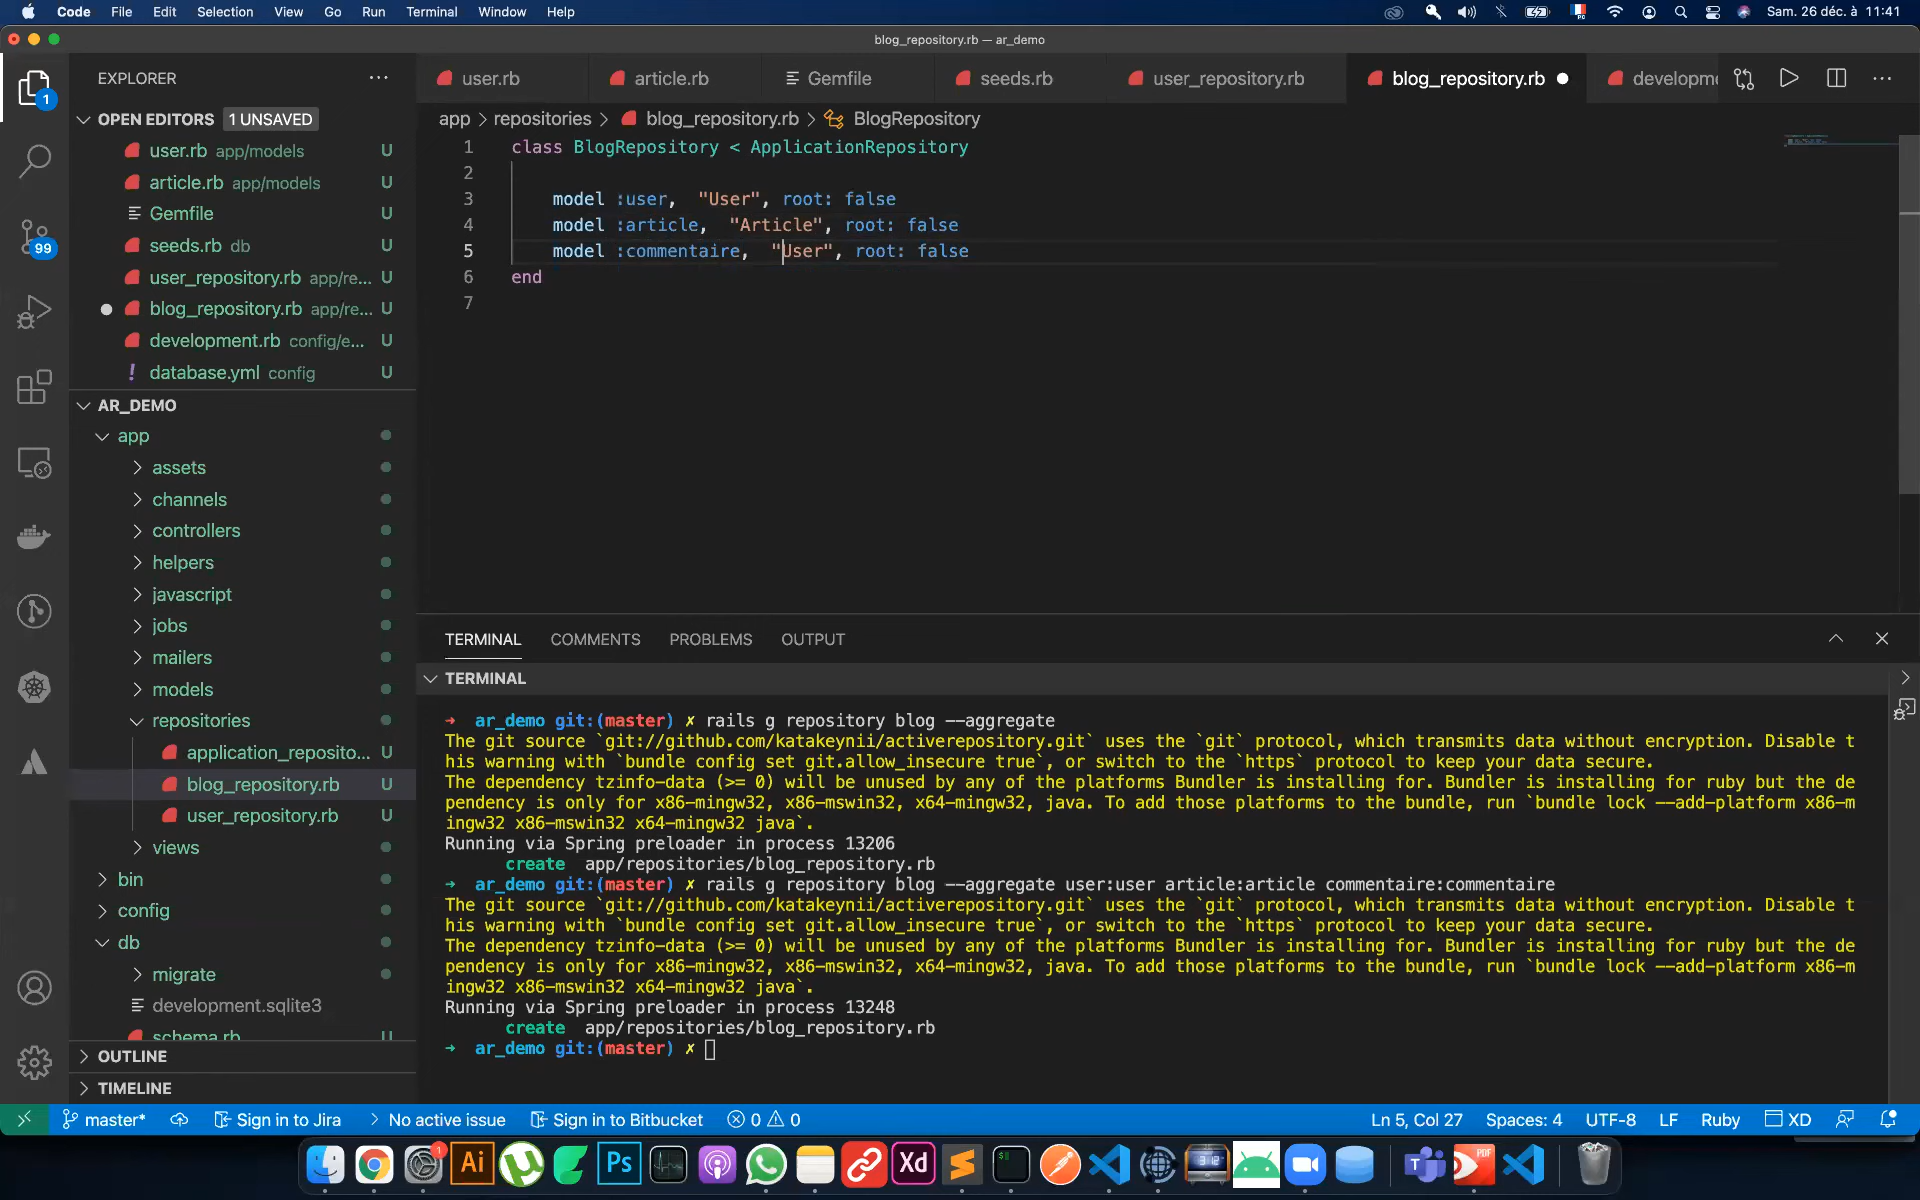 Code File Edit Selection View Go Run Terminal Window Help
Sam. 26 déc. à 11:41
blog_repository.rb — ar_demo
EXPLORER
OPEN EDITORS 1 UNSAVED
user.rb app/models U
article.rb app/models U
Gemfile U
seeds.rb db U
user_repository.rb app/re... U
blog_repository.rb app/re... U
development.rb config/e... U
! database.yml config U
AR_DEMO
app
assets
channels
controllers
helpers
javascript
jobs
mailers
models
repositories
application_reposito... U
blog_repository.rb U
user_repository.rb U
views
bin
config
db
migrate
development.sqlite3
schema.rb U
OUTLINE
TIMELINE
1
99
user.rb article.rb Gemfile seeds.rb user_repository.rb blog_repository.rb developm
app > repositories > blog_repository.rb > BlogRepository
1 class BlogRepository < ApplicationRepository
2
3 model :user, "User", root: false
4 model :article, "Article", root: false
5 model :commentaire, "User", root: false
6 end
7
TERMINAL COMMENTS PROBLEMS OUTPUT
TERMINAL
→ ar_demo git:(master) ✗ rails g repository blog --aggregate
The git source `git://github.com/katakeynii/activerepository.git` uses the `git` protocol, which transmits data without encryption. Disable t
his warning with `bundle config set git.allow_insecure true`, or switch to the `https` protocol to keep your data secure.
The dependency tzinfo-data (>= 0) will be unused by any of the platforms Bundler is installing for. Bundler is installing for ruby but the de
pendency is only for x86-mingw32, x86-mswin32, x64-mingw32, java. To add those platforms to the bundle, run `bundle lock --add-platform x86-m
ingw32 x86-mswin32 x64-mingw32 java`.
Running via Spring preloader in process 13206
create app/repositories/blog_repository.rb
→ ar_demo git:(master) ✗ rails g repository blog --aggregate user:user article:article commentaire:commentaire
The git source `git://github.com/katakeynii/activerepository.git` uses the `git` protocol, which transmits data without encryption. Disable t
his warning with `bundle config set git.allow_insecure true`, or switch to the `https` protocol to keep your data secure.
The dependency tzinfo-data (>= 0) will be unused by any of the platforms Bundler is installing for. Bundler is installing for ruby but the de
pendency is only for x86-mingw32, x86-mswin32, x64-mingw32, java. To add those platforms to the bundle, run `bundle lock --add-platform x86-m
ingw32 x86-mswin32 x64-mingw32 java`.
Running via Spring preloader in process 13248
create app/repositories/blog_repository.rb
→ ar_demo git:(master) ✗
master* Sign in to Jira No active issue Sign in to Bitbucket 0 0
Ln 5, Col 27 Spaces: 4 UTF-8 LF Ruby XD
1 Ai Ps Xd PDF